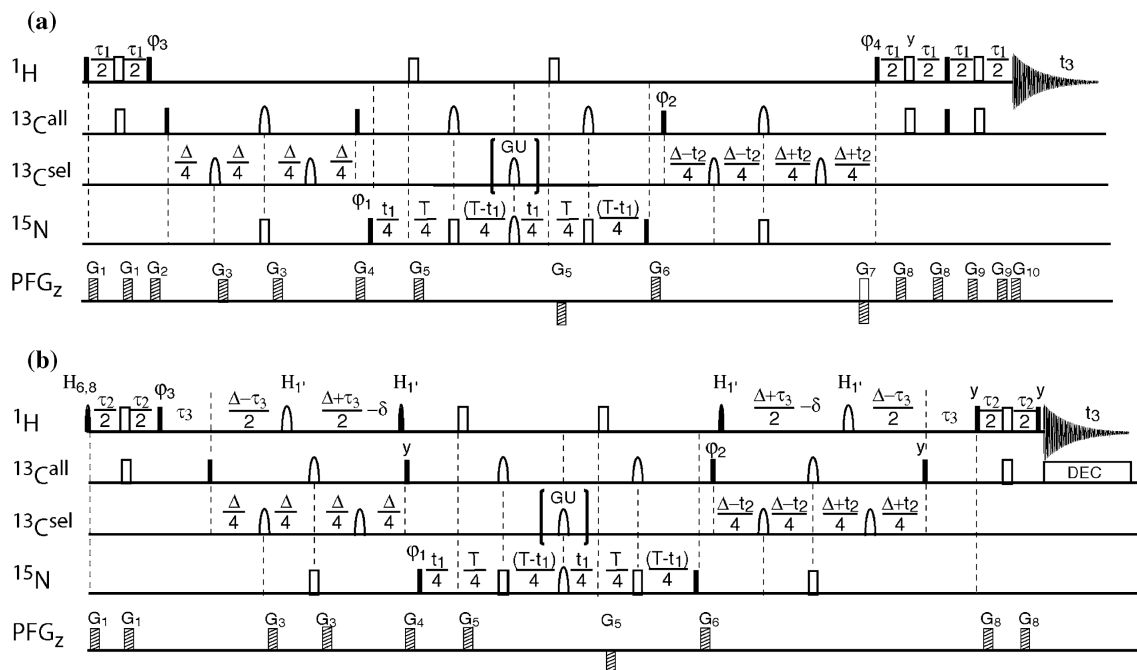 (a)
τ1/2 τ1/2 φ3 φ4 τ1/2 y τ1/2 τ1/2 τ1/2 t3
1H
13Call φ2
13Csel Δ/4 Δ/4 Δ/4 Δ/4 GU Δ−t2/4 Δ−t2/4 Δ+t2/4 Δ+t2/4
15N φ1 t1/4 T/4 (T-t1)/4 t1/4 T/4 (T-t1)/4
PFGz G1 G1 G2 G3 G3 G4 G5 G5 G6 G7 G8 G8 G9 G9 G10
(b)
H6,8 τ2/2 τ2/2 φ3 τ3 Δ−τ3/2 H1' Δ+τ3/2 −δ H1' H1' Δ+τ3/2 −δ H1' Δ−τ3/2 τ3 y τ2/2 τ2/2 y t3
1H
13Call y φ2 y DEC
13Csel Δ/4 Δ/4 Δ/4 Δ/4 GU Δ−t2/4 Δ−t2/4 Δ+t2/4 Δ+t2/4
15N φ1 t1/4 T/4 (T-t1)/4 t1/4 T/4 (T-t1)/4
PFGz G1 G1 G3 G3 G4 G5 G5 G6 G8 G8